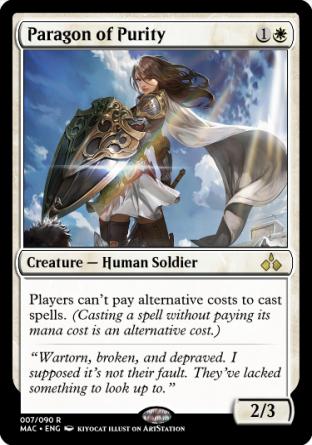 Paragon of Purity 1
Creature — Human Soldier
Players can't pay alternative costs to cast
spells. (Casting a spell without paying its
mana cost is an alternative cost.)
“Wartorn, broken, and depraved. I
supposed it's not their fault. They've lacked
something to look up to.”
007/090 R
MAC • ENG KIYOCAT ILLUST ON ARTSTATION
2/3